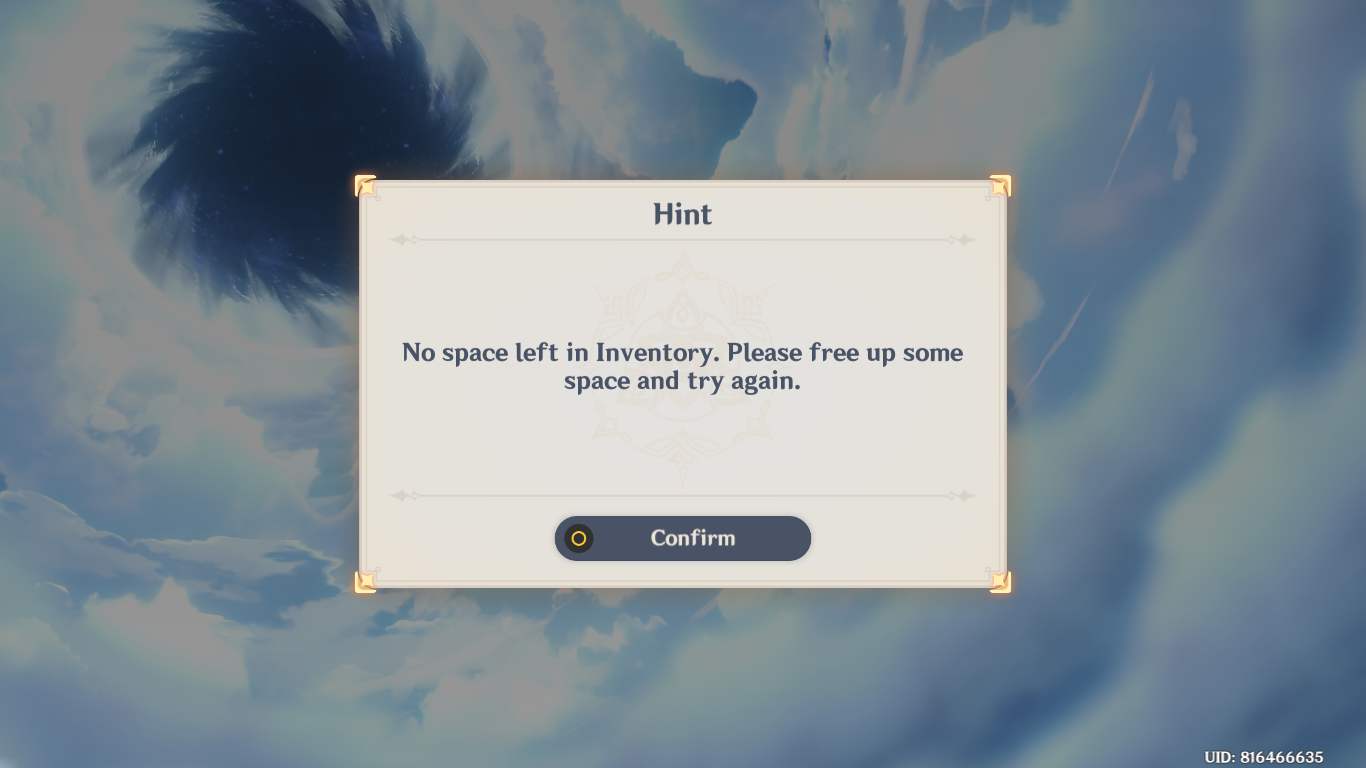 Hint
No space left in Inventory. Please free up some
space and try again.
Confirm
UID: 816466635